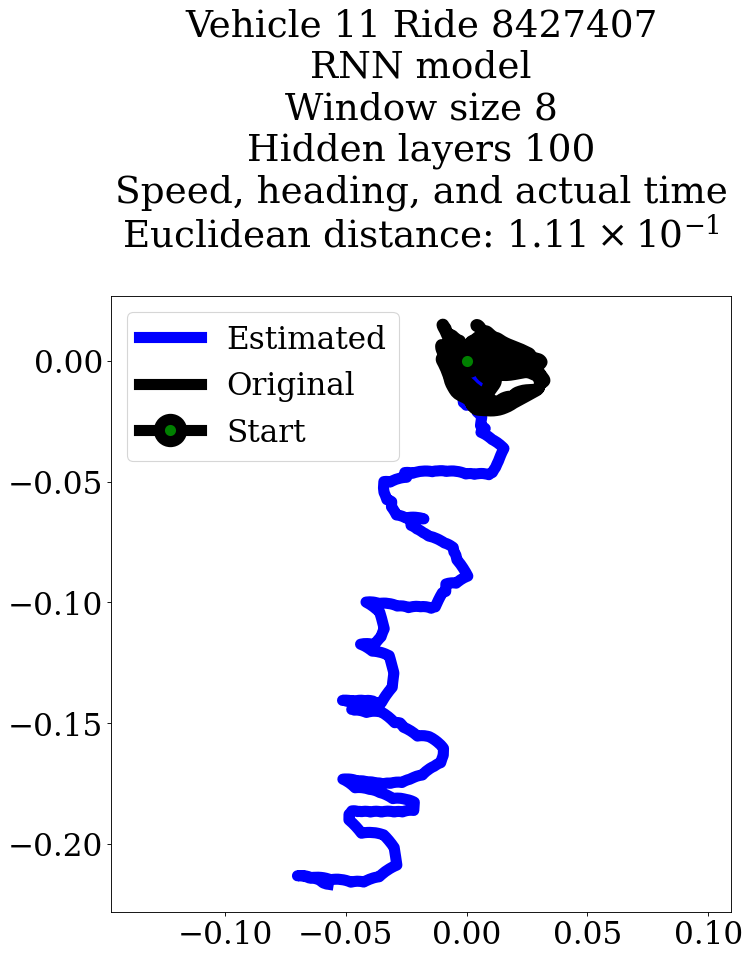 Vehicle 11 Ride 8427407
RNN model
Window size 8
Hidden layers 100
Speed, heading, and actual time
Euclidean distance: 1.11 × 10⁻¹
Estimated
Original
Start
0.00
−0.05
−0.10
−0.15
−0.20
−0.10 −0.05 0.00 0.05 0.10